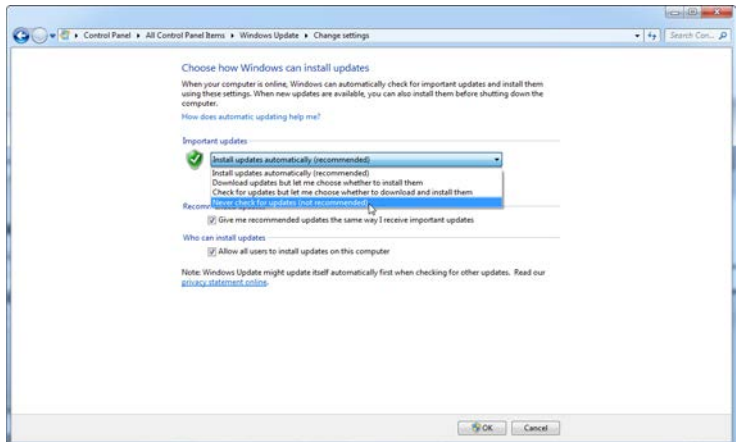 Control Panel ▸ All Control Panel Items ▸ Windows Update ▸ Change settings
Search Con...
Choose how Windows can install updates
When your computer is online, Windows can automatically check for important updates and install them
using these settings. When new updates are available, you can also install them before shutting down the
computer.
How does automatic updating help me?
Important updates
Install updates automatically (recommended)
Install updates automatically (recommended)
Download updates but let me choose whether to install them
Check for updates but let me choose whether to download and install them
Never check for updates (not recommended)
Recom
Give me recommended updates the same way I receive important updates
Who can install updates
Allow all users to install updates on this computer
Note: Windows Update might update itself automatically first when checking for other updates. Read our
privacy statement online.
OK
Cancel